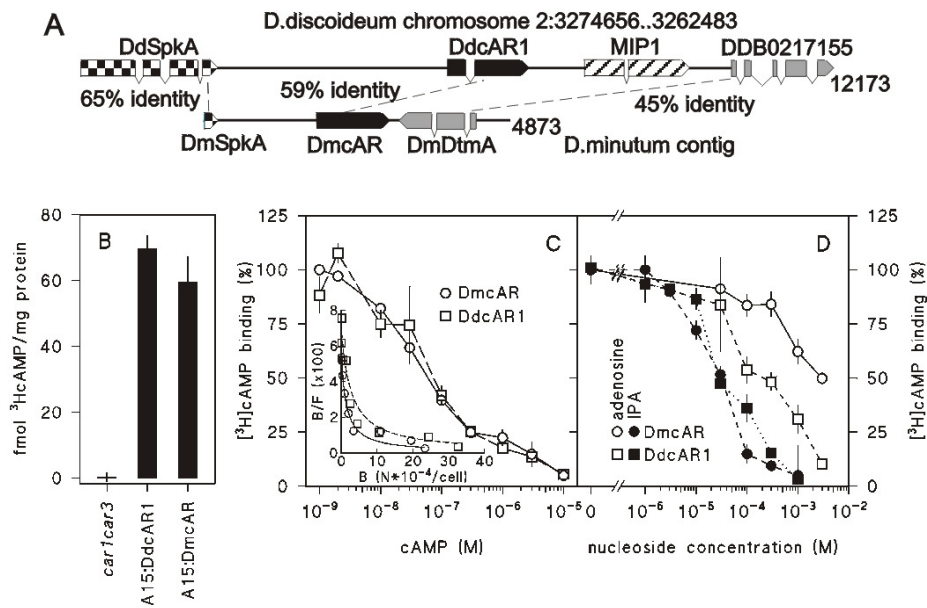 A
D.discoideum chromosome 2:3274656..3262483
DdSpkA DdcAR1 MIP1 DDB0217155
65% identity 59% identity 45% identity 12173
4873
DmSpkA DmcAR DmDtmA D.minutum contig
B
fmol ³HcAMP/mg protein
80
60
40
20
0
car1car3
A15:DdcAR1
A15:DmcAR
C
[³H]cAMP binding (%)
125
100
75
50
25
0
DmcAR
DdcAR1
B/F (x100)
8
6
4
2
0
0 10 20 30 40
B (N*10⁻⁴/cell)
10⁻⁹ 10⁻⁸ 10⁻⁷ 10⁻⁶ 10⁻⁵
cAMP (M)
D
adenosine
IPA
DmcAR
DdcAR1
0 10⁻⁶ 10⁻⁵ 10⁻⁴ 10⁻³ 10⁻²
nucleoside concentration (M)
125
100
75
50
25
0
[³H]cAMP binding (%)